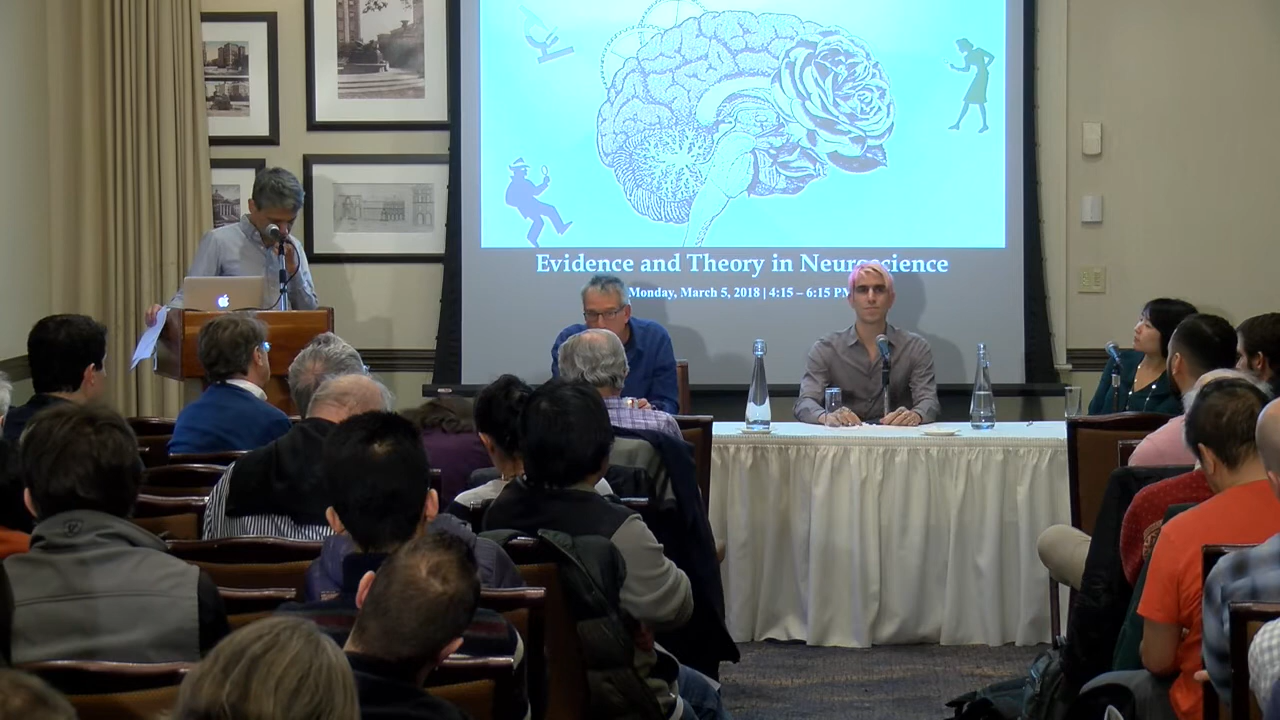 Evidence and Theory in Neuroscience
Monday, March 5, 2018 | 4:15 – 6:15 PM